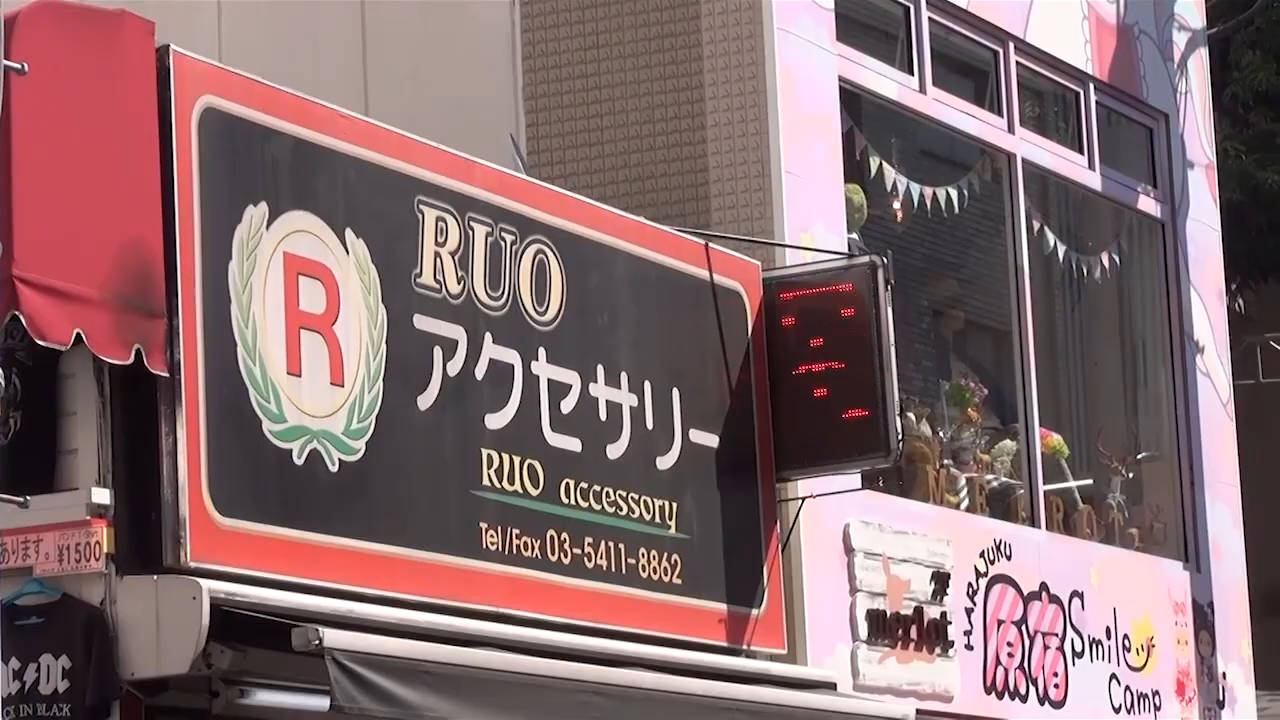 R
RUO
アクセサリー
RUO accessory
Tel/Fax 03-5411-8862
あります。
¥1500
AC DC
IN BLACK
merlot
HARAJUKU
原宿
Smile
Camp